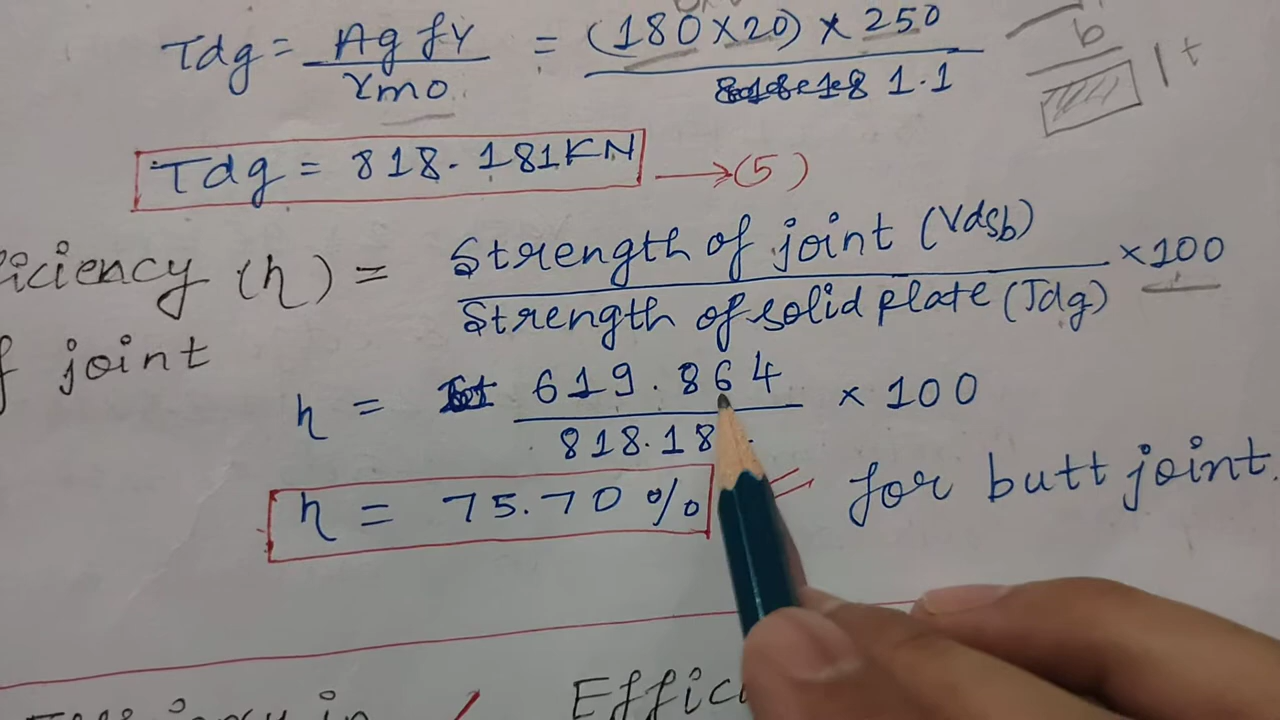 Tdg = Ag fy / γmo = (180×20) × 250 / 1.1
b
t
Tdg = 818.181KN → (5)
ficiency (η) = Strength of joint (Vdsb) / Strength of solid plate (Tdg) ×100
f joint
η = 619.864 / 818.18 × 100
η = 75.70 % for butt joint.
Effic